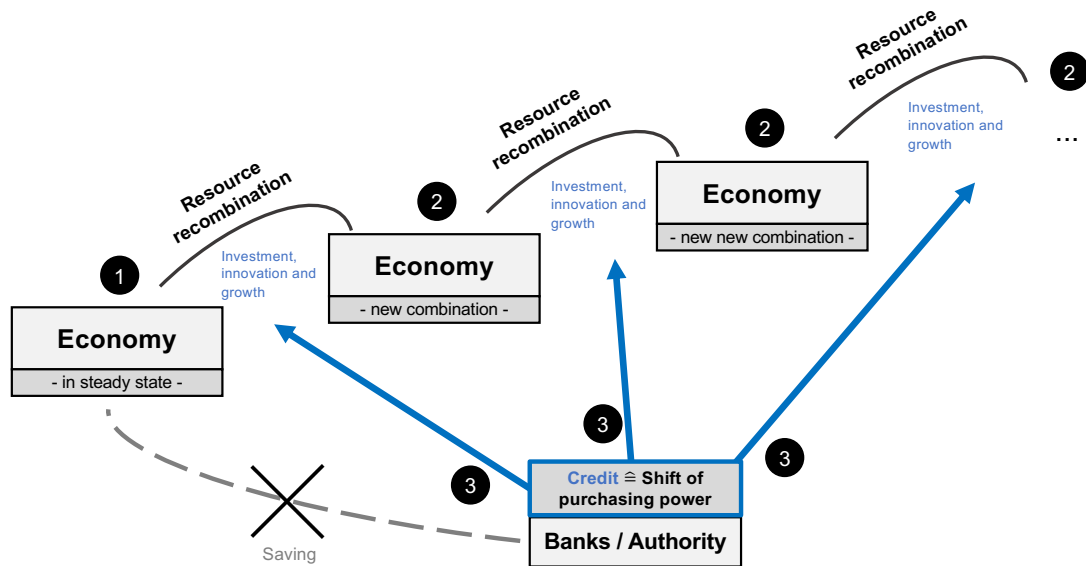 Resource
recombination
2
Investment,
innovation and
growth
...
Resource
recombination
2
Investment,
innovation and
growth
Economy
- new new combination -
Resource
recombination
2
Investment,
innovation and
growth
Economy
- new combination -
1
Economy
- in steady state -
3
3
3
Credit ≙ Shift of
purchasing power
Banks / Authority
Saving